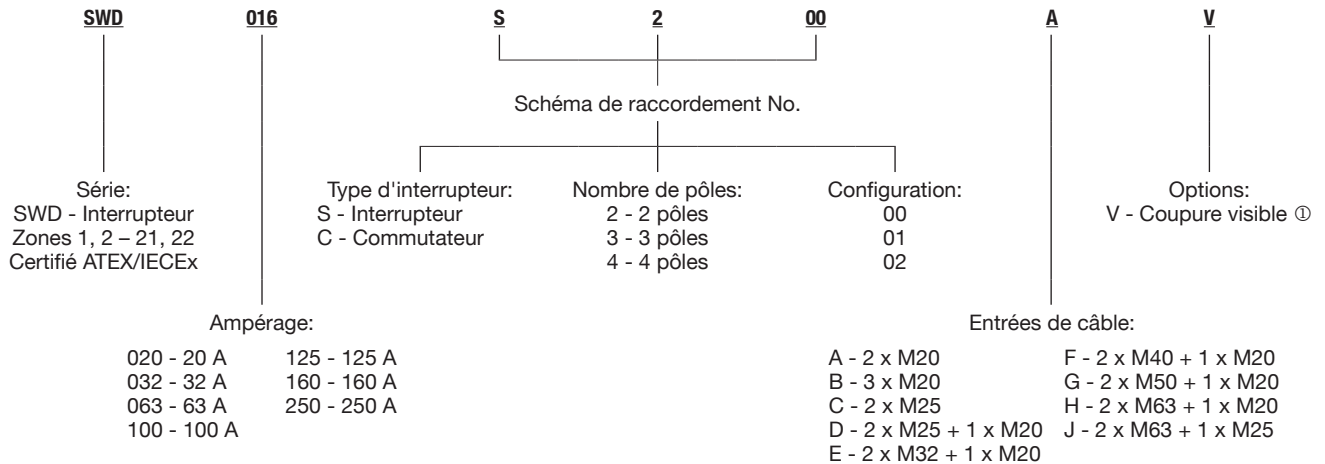 SWD 016 S 2 00 A V
Schéma de raccordement No.
Série:
SWD - Interrupteur
Zones 1, 2 – 21, 22
Certifié ATEX/IECEx
Type d'interrupteur:
S - Interrupteur
C - Commutateur
Nombre de pôles:
2 - 2 pôles
3 - 3 pôles
4 - 4 pôles
Configuration:
00
01
02
Options:
V - Coupure visible ①
Ampérage:
020 - 20 A
032 - 32 A
063 - 63 A
100 - 100 A
125 - 125 A
160 - 160 A
250 - 250 A
Entrées de câble:
A - 2 x M20
B - 3 x M20
C - 2 x M25
D - 2 x M25 + 1 x M20
E - 2 x M32 + 1 x M20
F - 2 x M40 + 1 x M20
G - 2 x M50 + 1 x M20
H - 2 x M63 + 1 x M20
J - 2 x M63 + 1 x M25